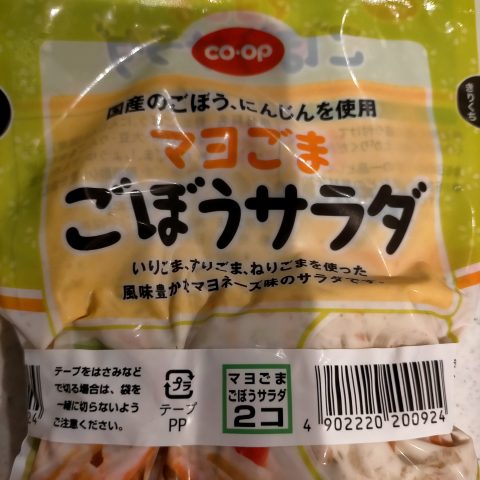 CO・OP
きりくち
国産のごぼう、にんじんを使用
マヨごま
ごぼうサラダ
いりごま、すりごま、ねりごまを使った
風味豊かなマヨネーズ味のサラダです。
テープをはさみなど
で切る場合は、袋を
一緒に切らないよう
ご注意ください。
プラ
テープ
PP
マヨごま
ごぼうサラダ
2コ
4 902220 200924